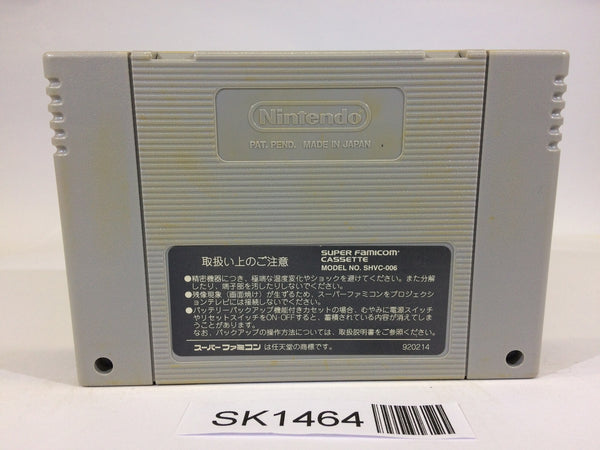 Nintendo
PAT. PEND. MADE IN JAPAN
取扱い上のご注意
SUPER FAMICOM
CASSETTE
MODEL NO. SHVC-006
●精密機器につき、極端な温度変化やショックを避けてください。また分解
したり、端子部を汚したりしないでください。
●残像現象（画面焼け）が生ずるため、スーパーファミコンをプロジェクシ
ョンテレビには接続しないでください。
●バッテリーバックアップ機能付きカセットの場合、むやみに電源スイッチ
やリセットスイッチをON OFFすると、蓄積されている内容が消えてしま
うことがあります。
なお、バックアップの操作方法については、取扱説明書をご参照ください。
スーパーファミコン は任天堂の商標です。
920214
SK1464